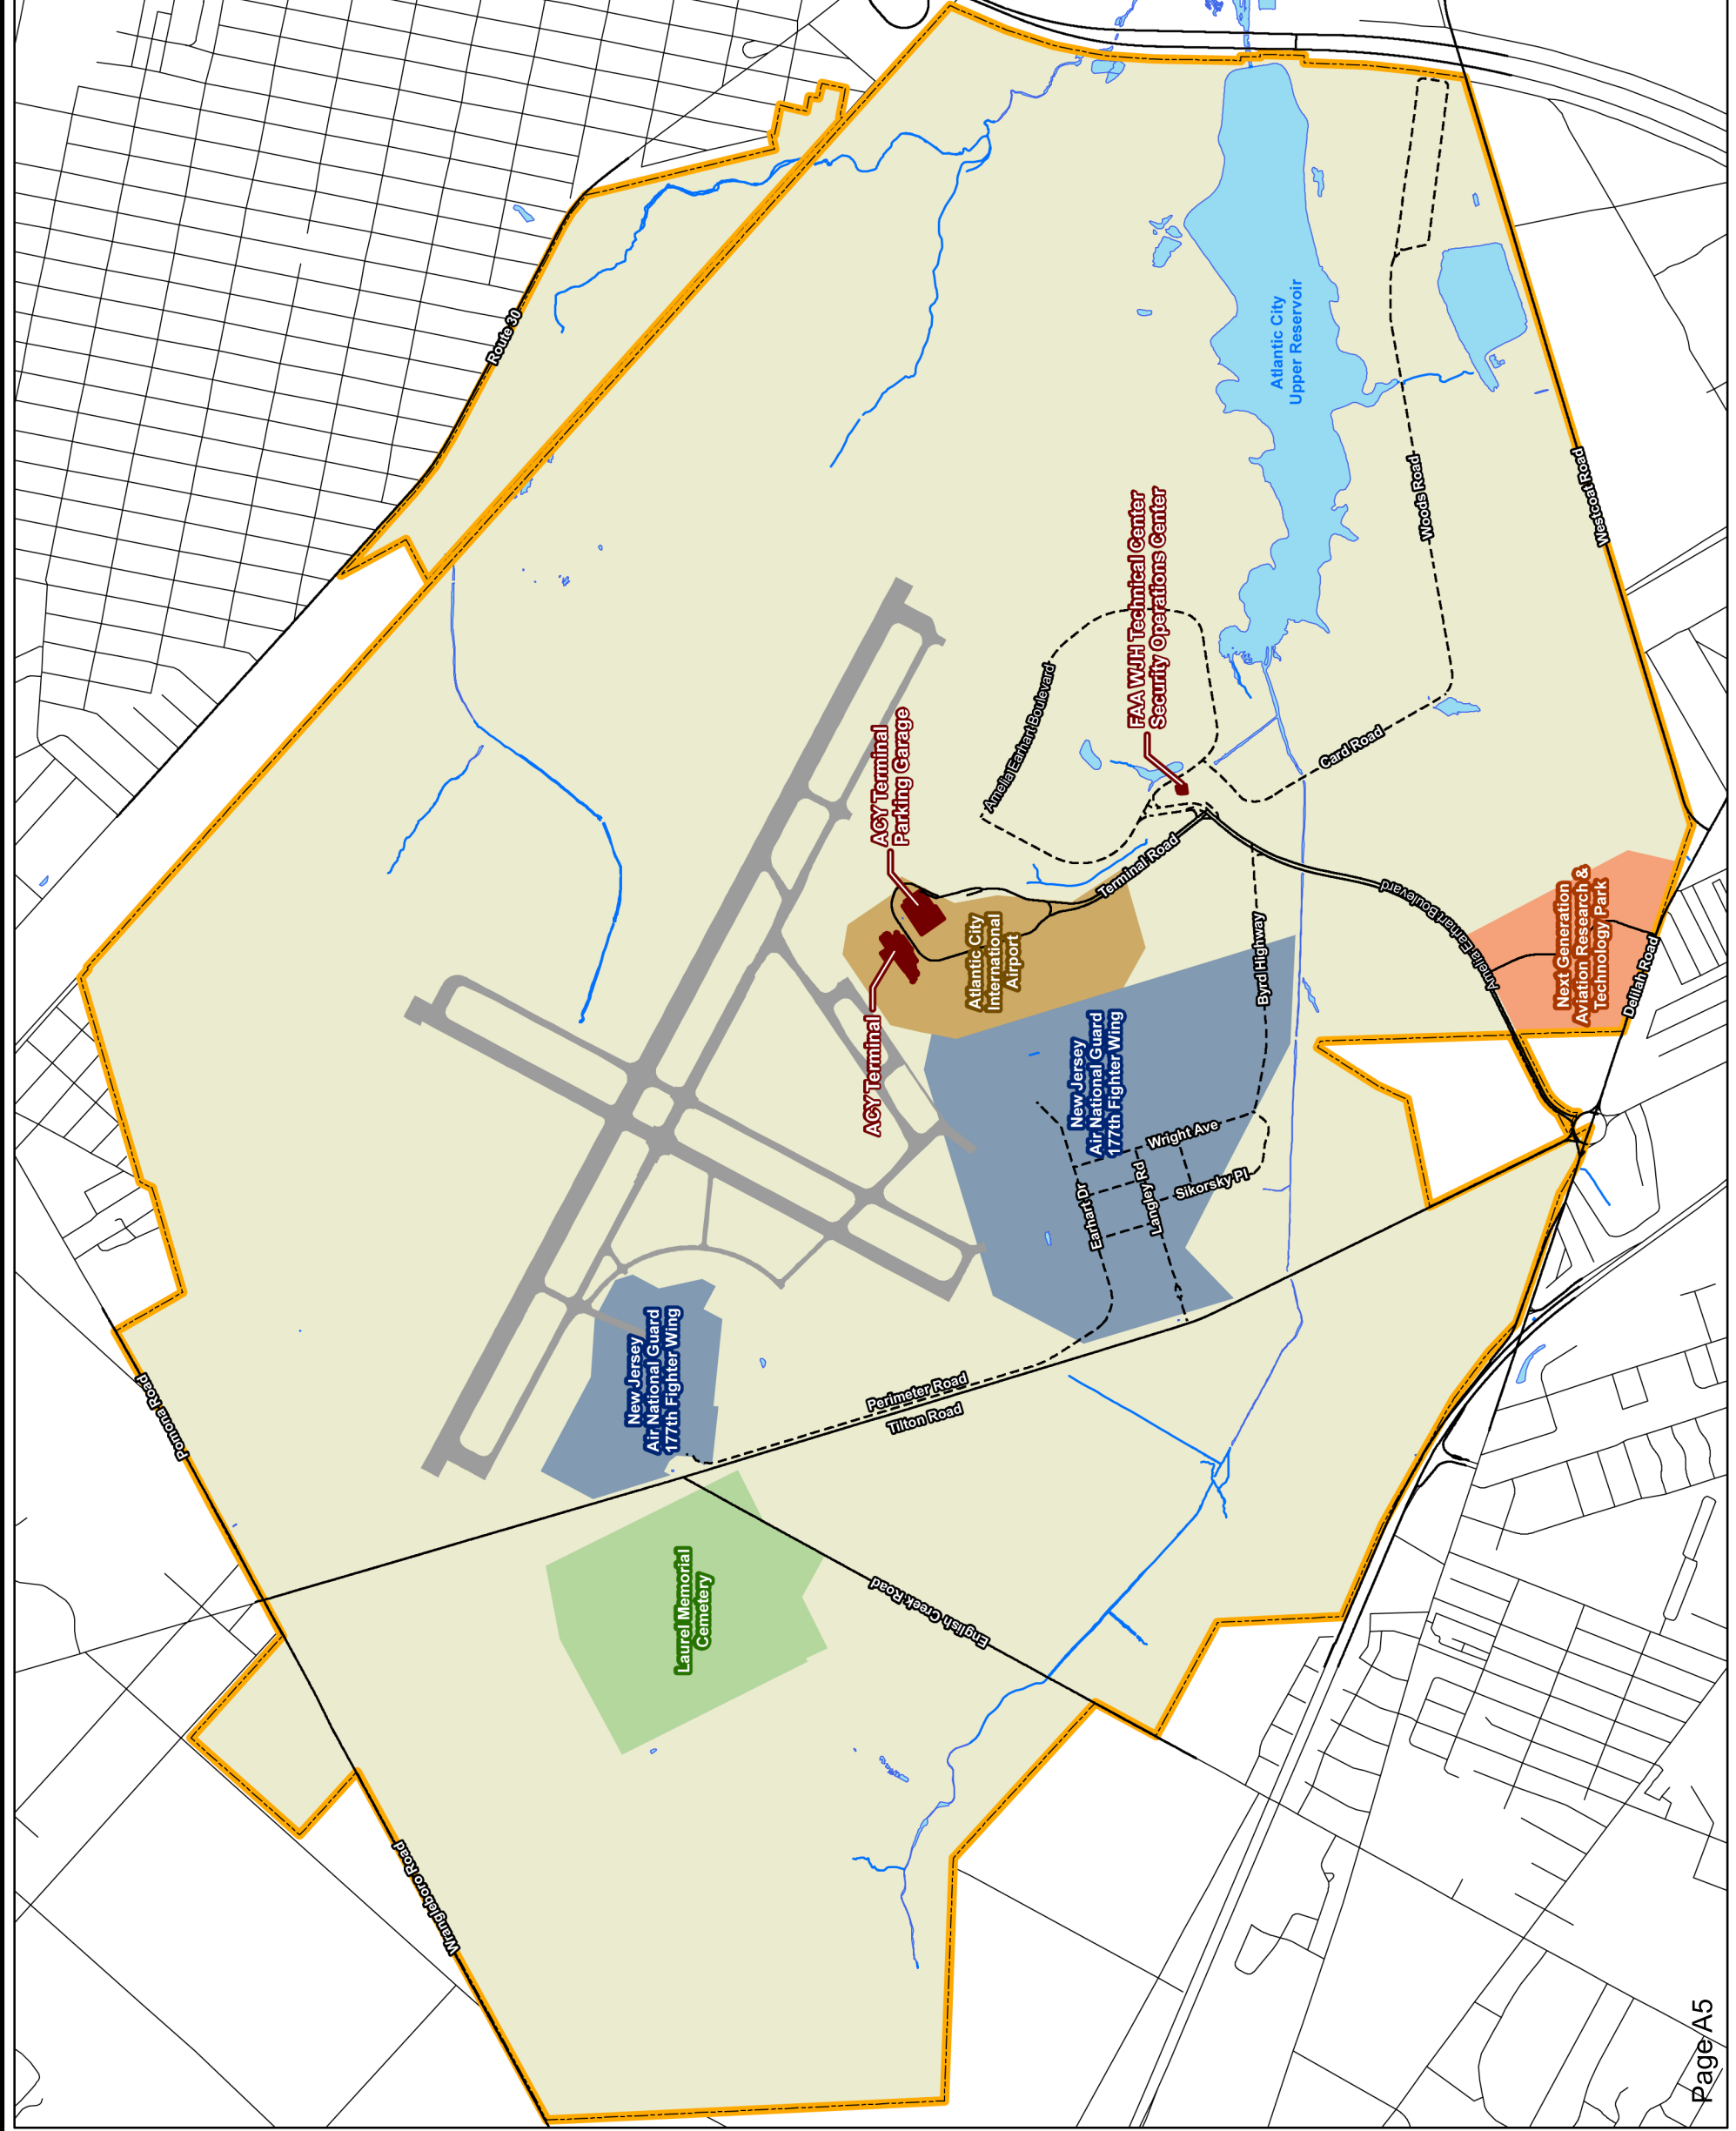 Pomona Road
Wrangleboro Road
Route 30
New Jersey
Air National Guard
177th Fighter Wing
Laurel Memorial
Cemetery
Perimeter Road
Tilton Road
English Creek Road
ACY Terminal
ACY Terminal
Parking Garage
Atlantic City
International
Airport
Amelia Earhart Boulevard
FAA WJH Technical Center
Security Operations Center
Terminal Road
New Jersey
Air National Guard
177th Fighter Wing
Earhart Dr
Langley Rd
Wright Ave
Sikorsky Pl
Byrd Highway
Card Road
Woods Road
Atlantic City
Upper Reservoir
Westcoat Road
Amelia Earhart Boulevard
Next Generation
Aviation Research &
Technology Park
Delilah Road
Page A5